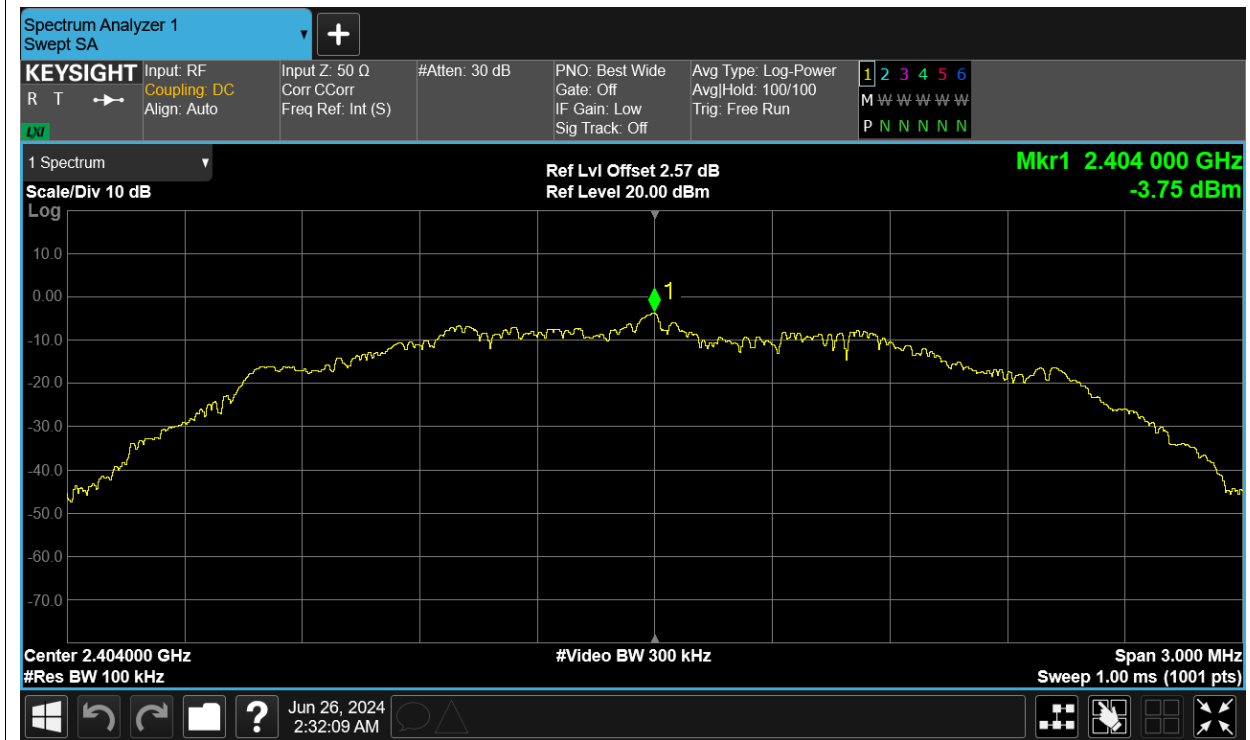 Spectrum Analyzer 1
Swept SA
KEYSIGHT
R T
LXI
Input: RF
Coupling: DC
Align: Auto
Input Z: 50 Ω
Corr CCorr
Freq Ref: Int (S)
#Atten: 30 dB
PNO: Best Wide
Gate: Off
IF Gain: Low
Sig Track: Off
Avg Type: Log-Power
Avg|Hold: 100/100
Trig: Free Run
1 2 3 4 5 6
M W W W W W
P N N N N N
1 Spectrum
Scale/Div 10 dB
Log
Ref Lvl Offset 2.57 dB
Ref Level 20.00 dBm
Mkr1 2.404 000 GHz
-3.75 dBm
10.0
0.00
-10.0
-20.0
-30.0
-40.0
-50.0
-60.0
-70.0
1
Center 2.404000 GHz
#Res BW 100 kHz
#Video BW 300 kHz
Span 3.000 MHz
Sweep 1.00 ms (1001 pts)
?
Jun 26, 2024
2:32:09 AM